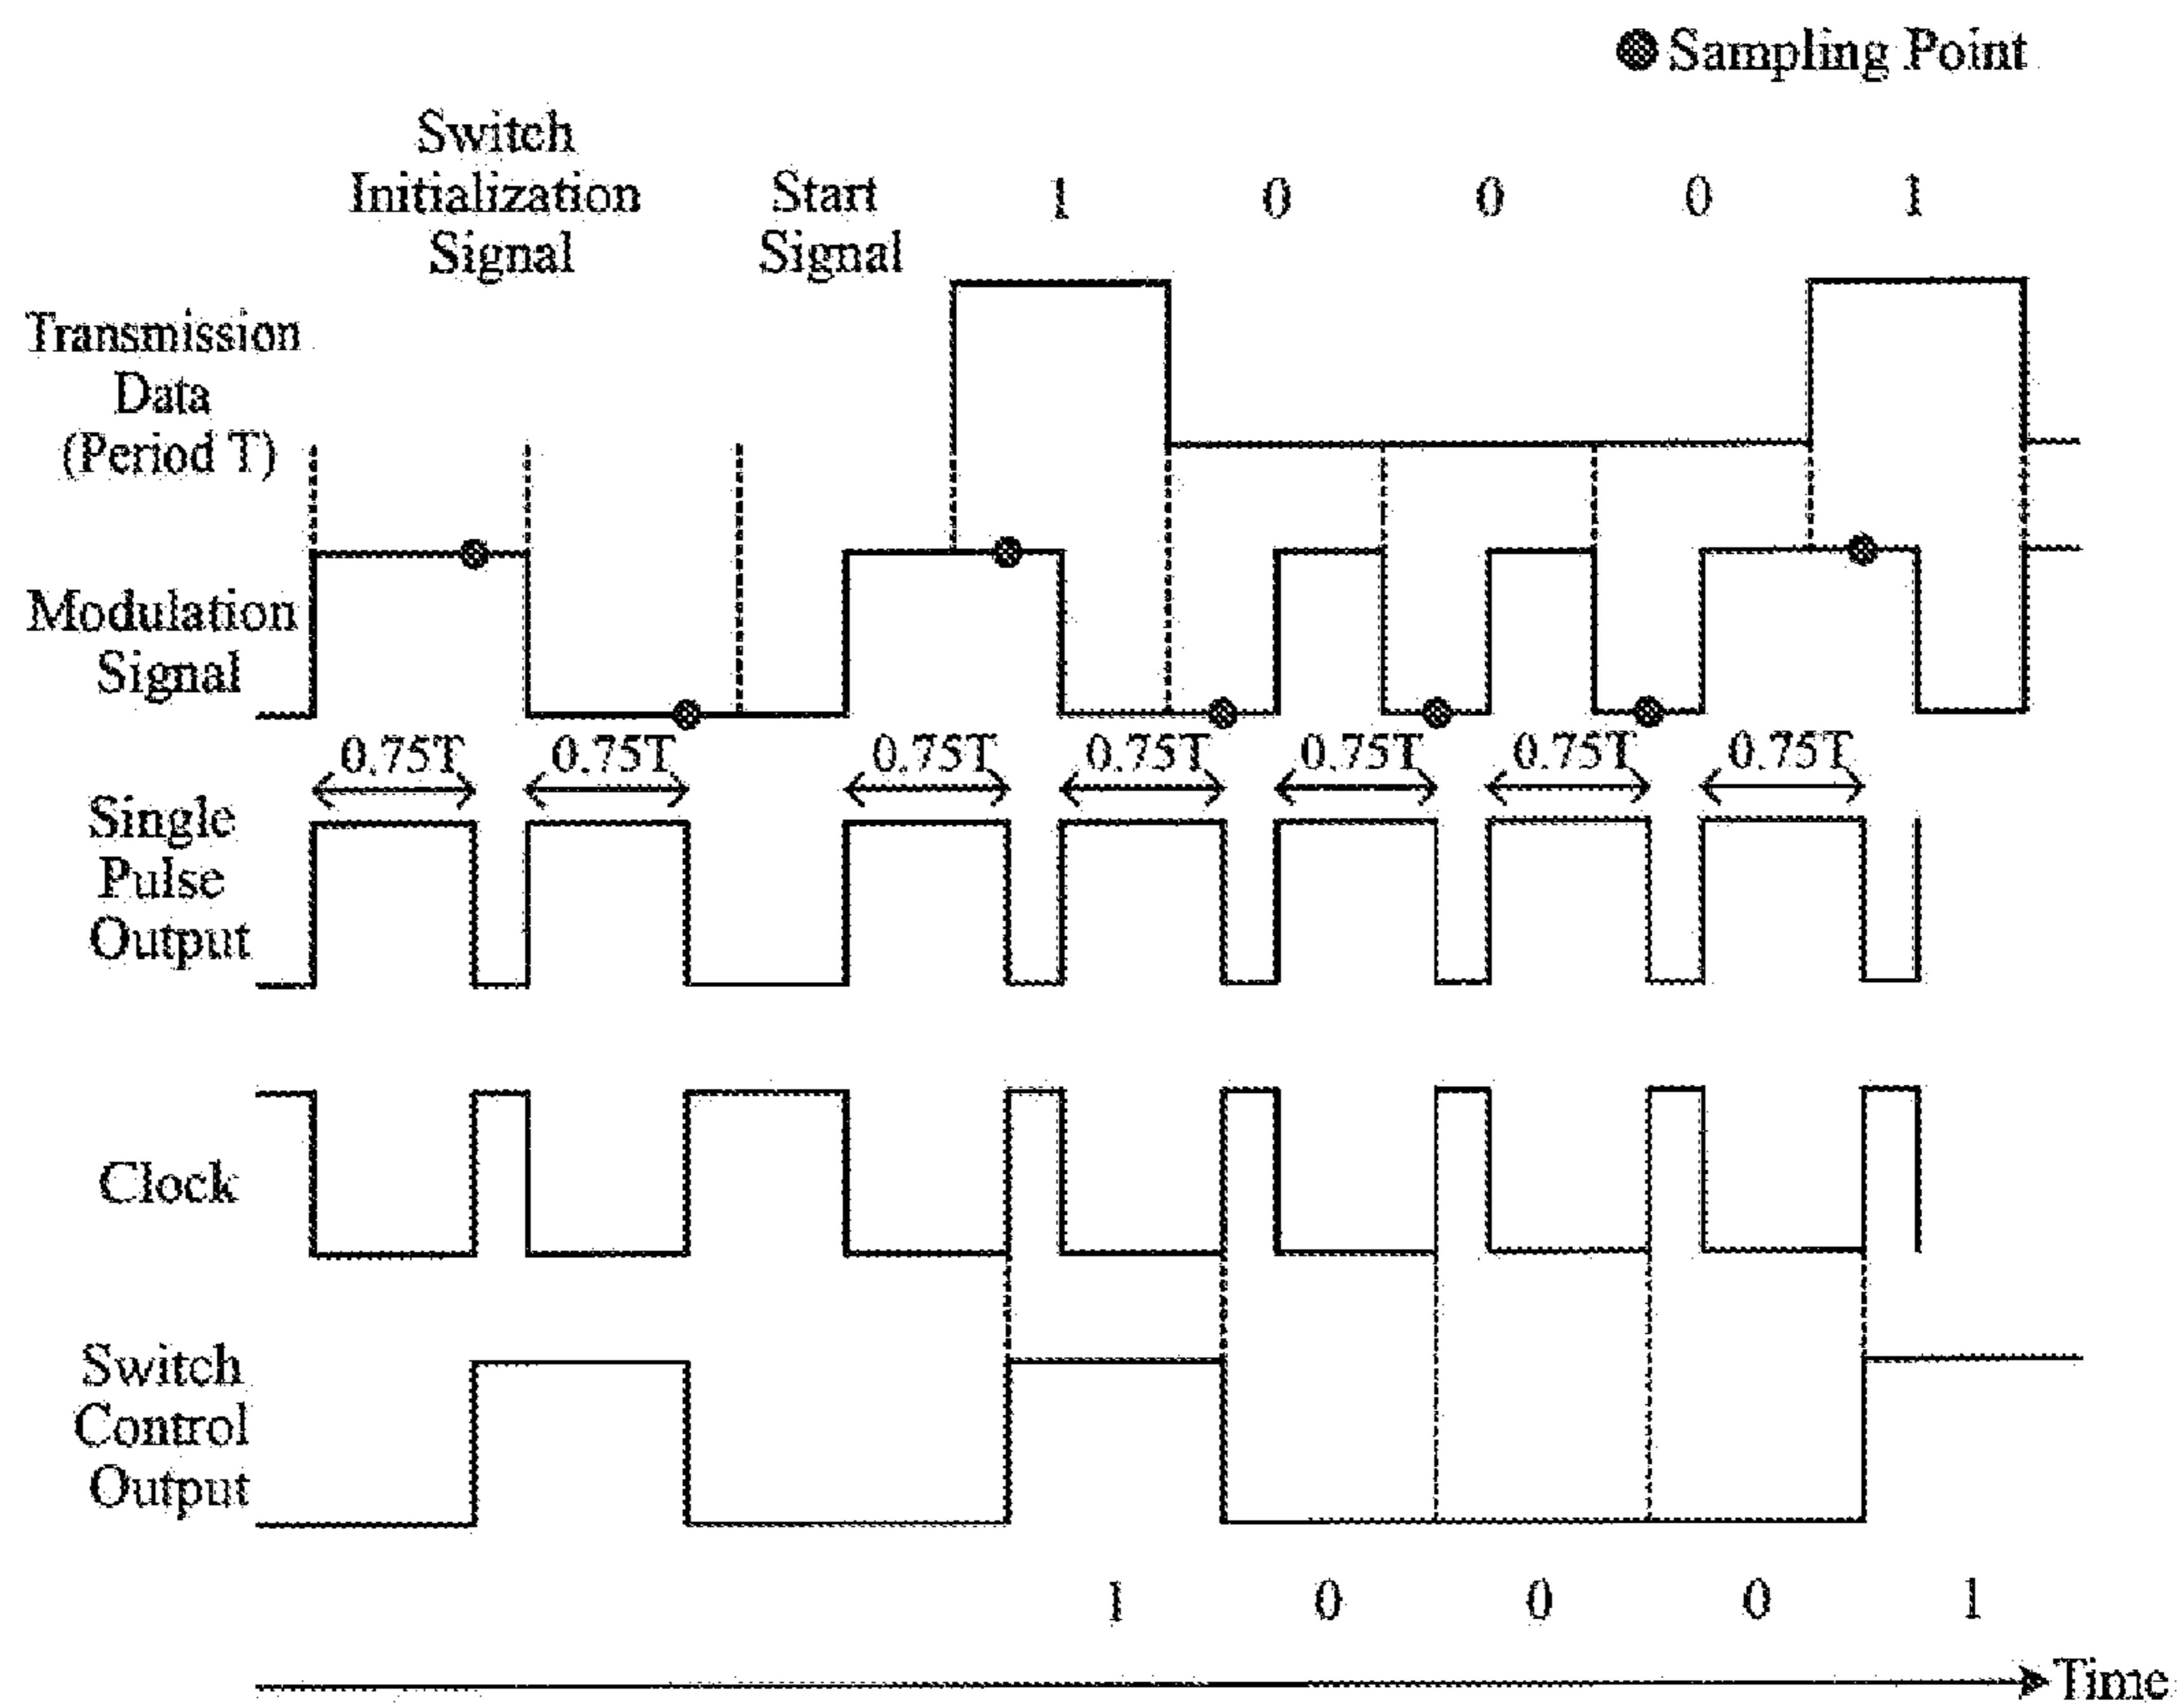 Sampling Point
Switch
Initialization
Signal
Start
Signal
1 0 0 0 1
Transmission
Data
(Period T)
Modulation
Signal
0.75T 0.75T 0.75T 0.75T 0.75T 0.75T 0.75T
Single
Pulse
Output
Clock
Switch
Control
Output
1 0 0 0 1
Time